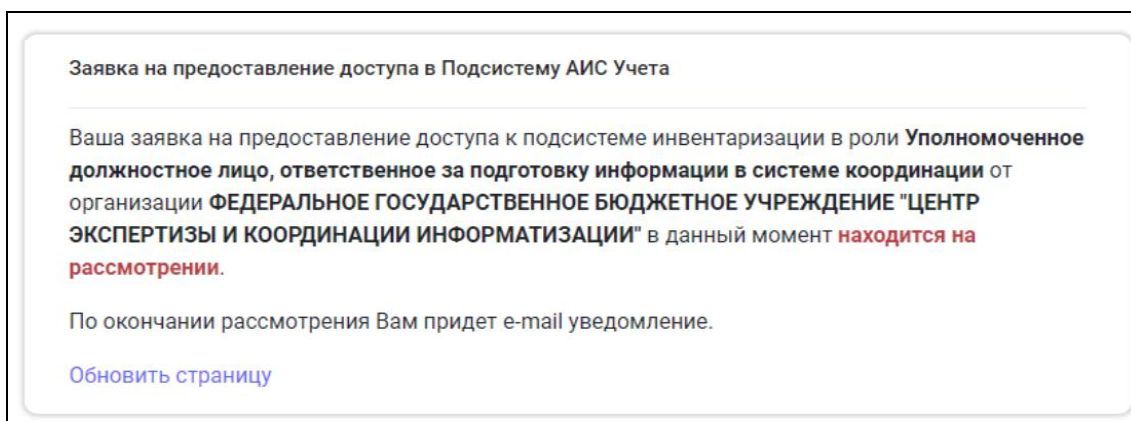 Заявка на предоставление доступа в Подсистему АИС Учета
Ваша заявка на предоставление доступа к подсистеме инвентаризации в роли Уполномоченное
должностное лицо, ответственное за подготовку информации в системе координации от
организации ФЕДЕРАЛЬНОЕ ГОСУДАРСТВЕННОЕ БЮДЖЕТНОЕ УЧРЕЖДЕНИЕ "ЦЕНТР
ЭКСПЕРТИЗЫ И КООРДИНАЦИИ ИНФОРМАТИЗАЦИИ" в данный момент находится на
рассмотрении.
По окончании рассмотрения Вам придет e-mail уведомление.
Обновить страницу